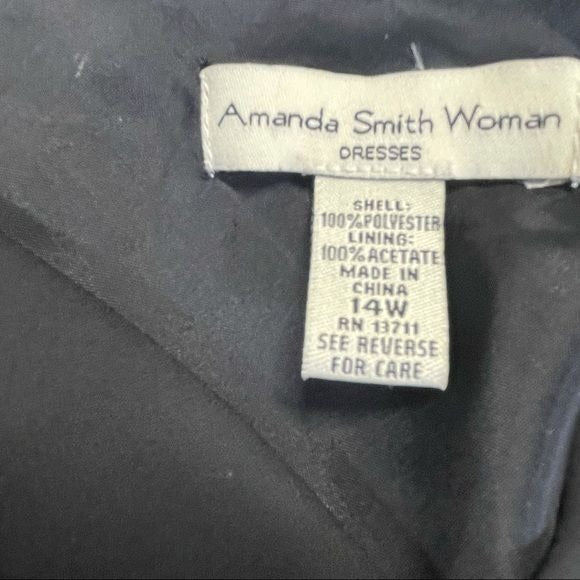 Amanda Smith Woman
DRESSES
SHELL:
100%POLYESTER
LINING:
100%ACETATE
MADE IN
CHINA
14W
RN 13711
SEE REVERSE
FOR CARE